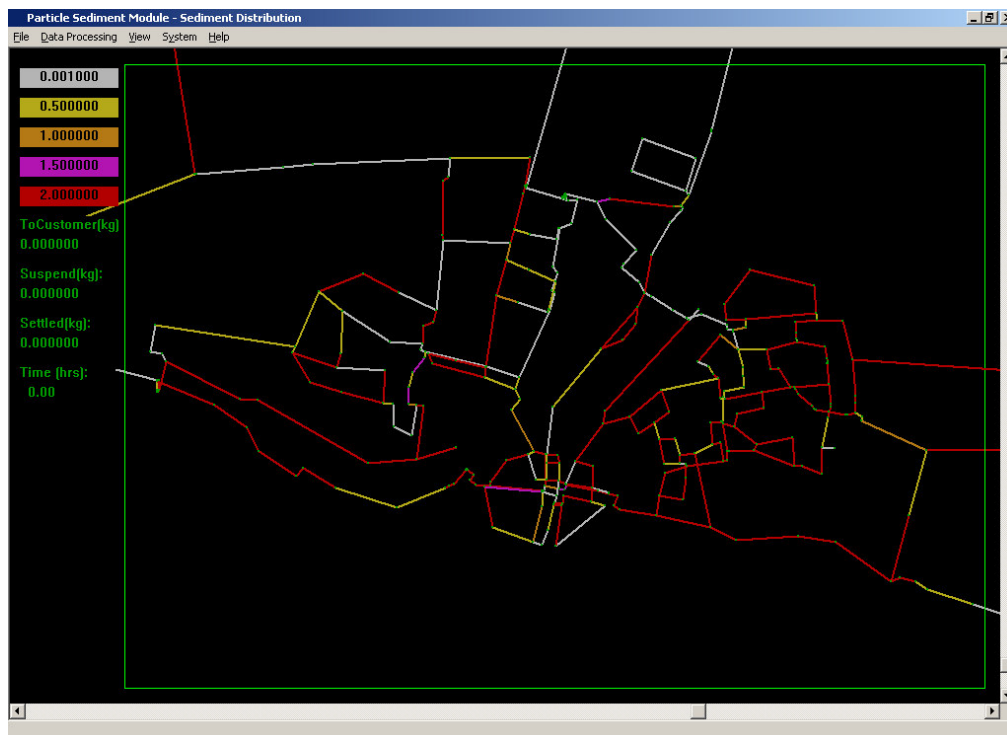 Particle Sediment Module - Sediment Distribution
File Data Processing View System Help
0.001000
0.500000
1.000000
1.500000
2.000000
ToCustomer(kg)
0.000000
Suspend(kg):
0.000000
Settled(kg):
0.000000
Time (hrs):
0.00